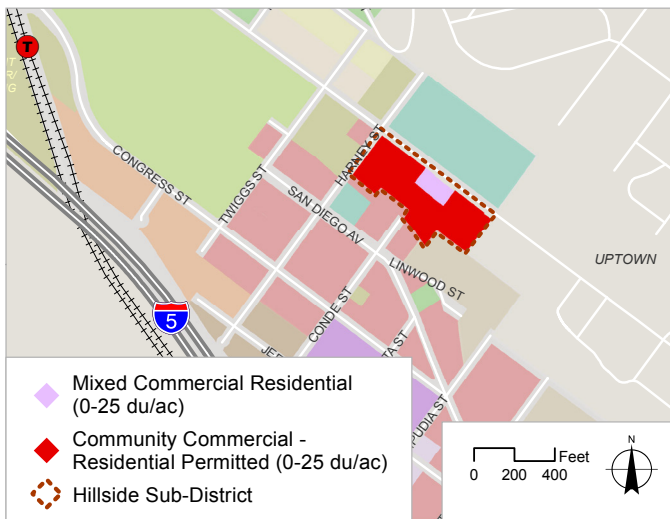 T
CONGRESS ST
TWIGGS ST
HARNEY ST
SAN DIEGO AV
LINWOOD ST
CONDE ST
UPTOWN
5
Mixed Commercial Residential
(0-25 du/ac)
Community Commercial -
Residential Permitted (0-25 du/ac)
Hillside Sub-District
Feet
0 200 400
N